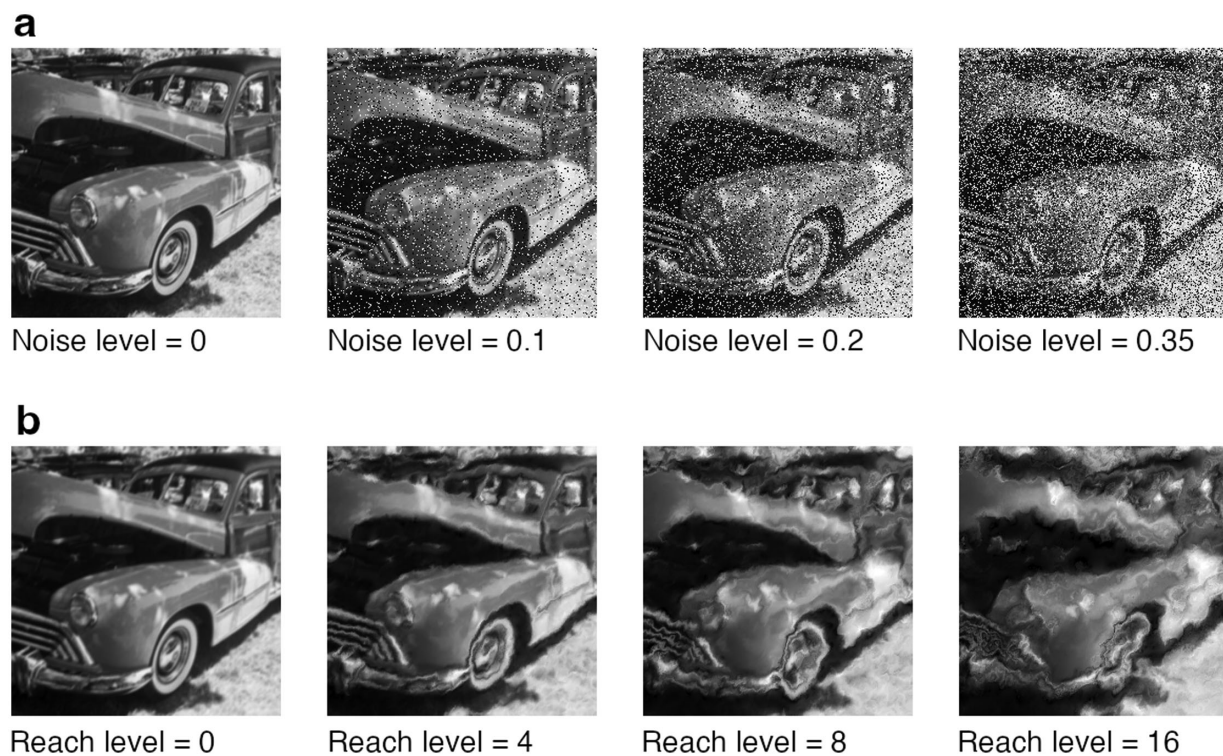 a
Noise level = 0
Noise level = 0.1
Noise level = 0.2
Noise level = 0.35
b
Reach level = 0
Reach level = 4
Reach level = 8
Reach level = 16